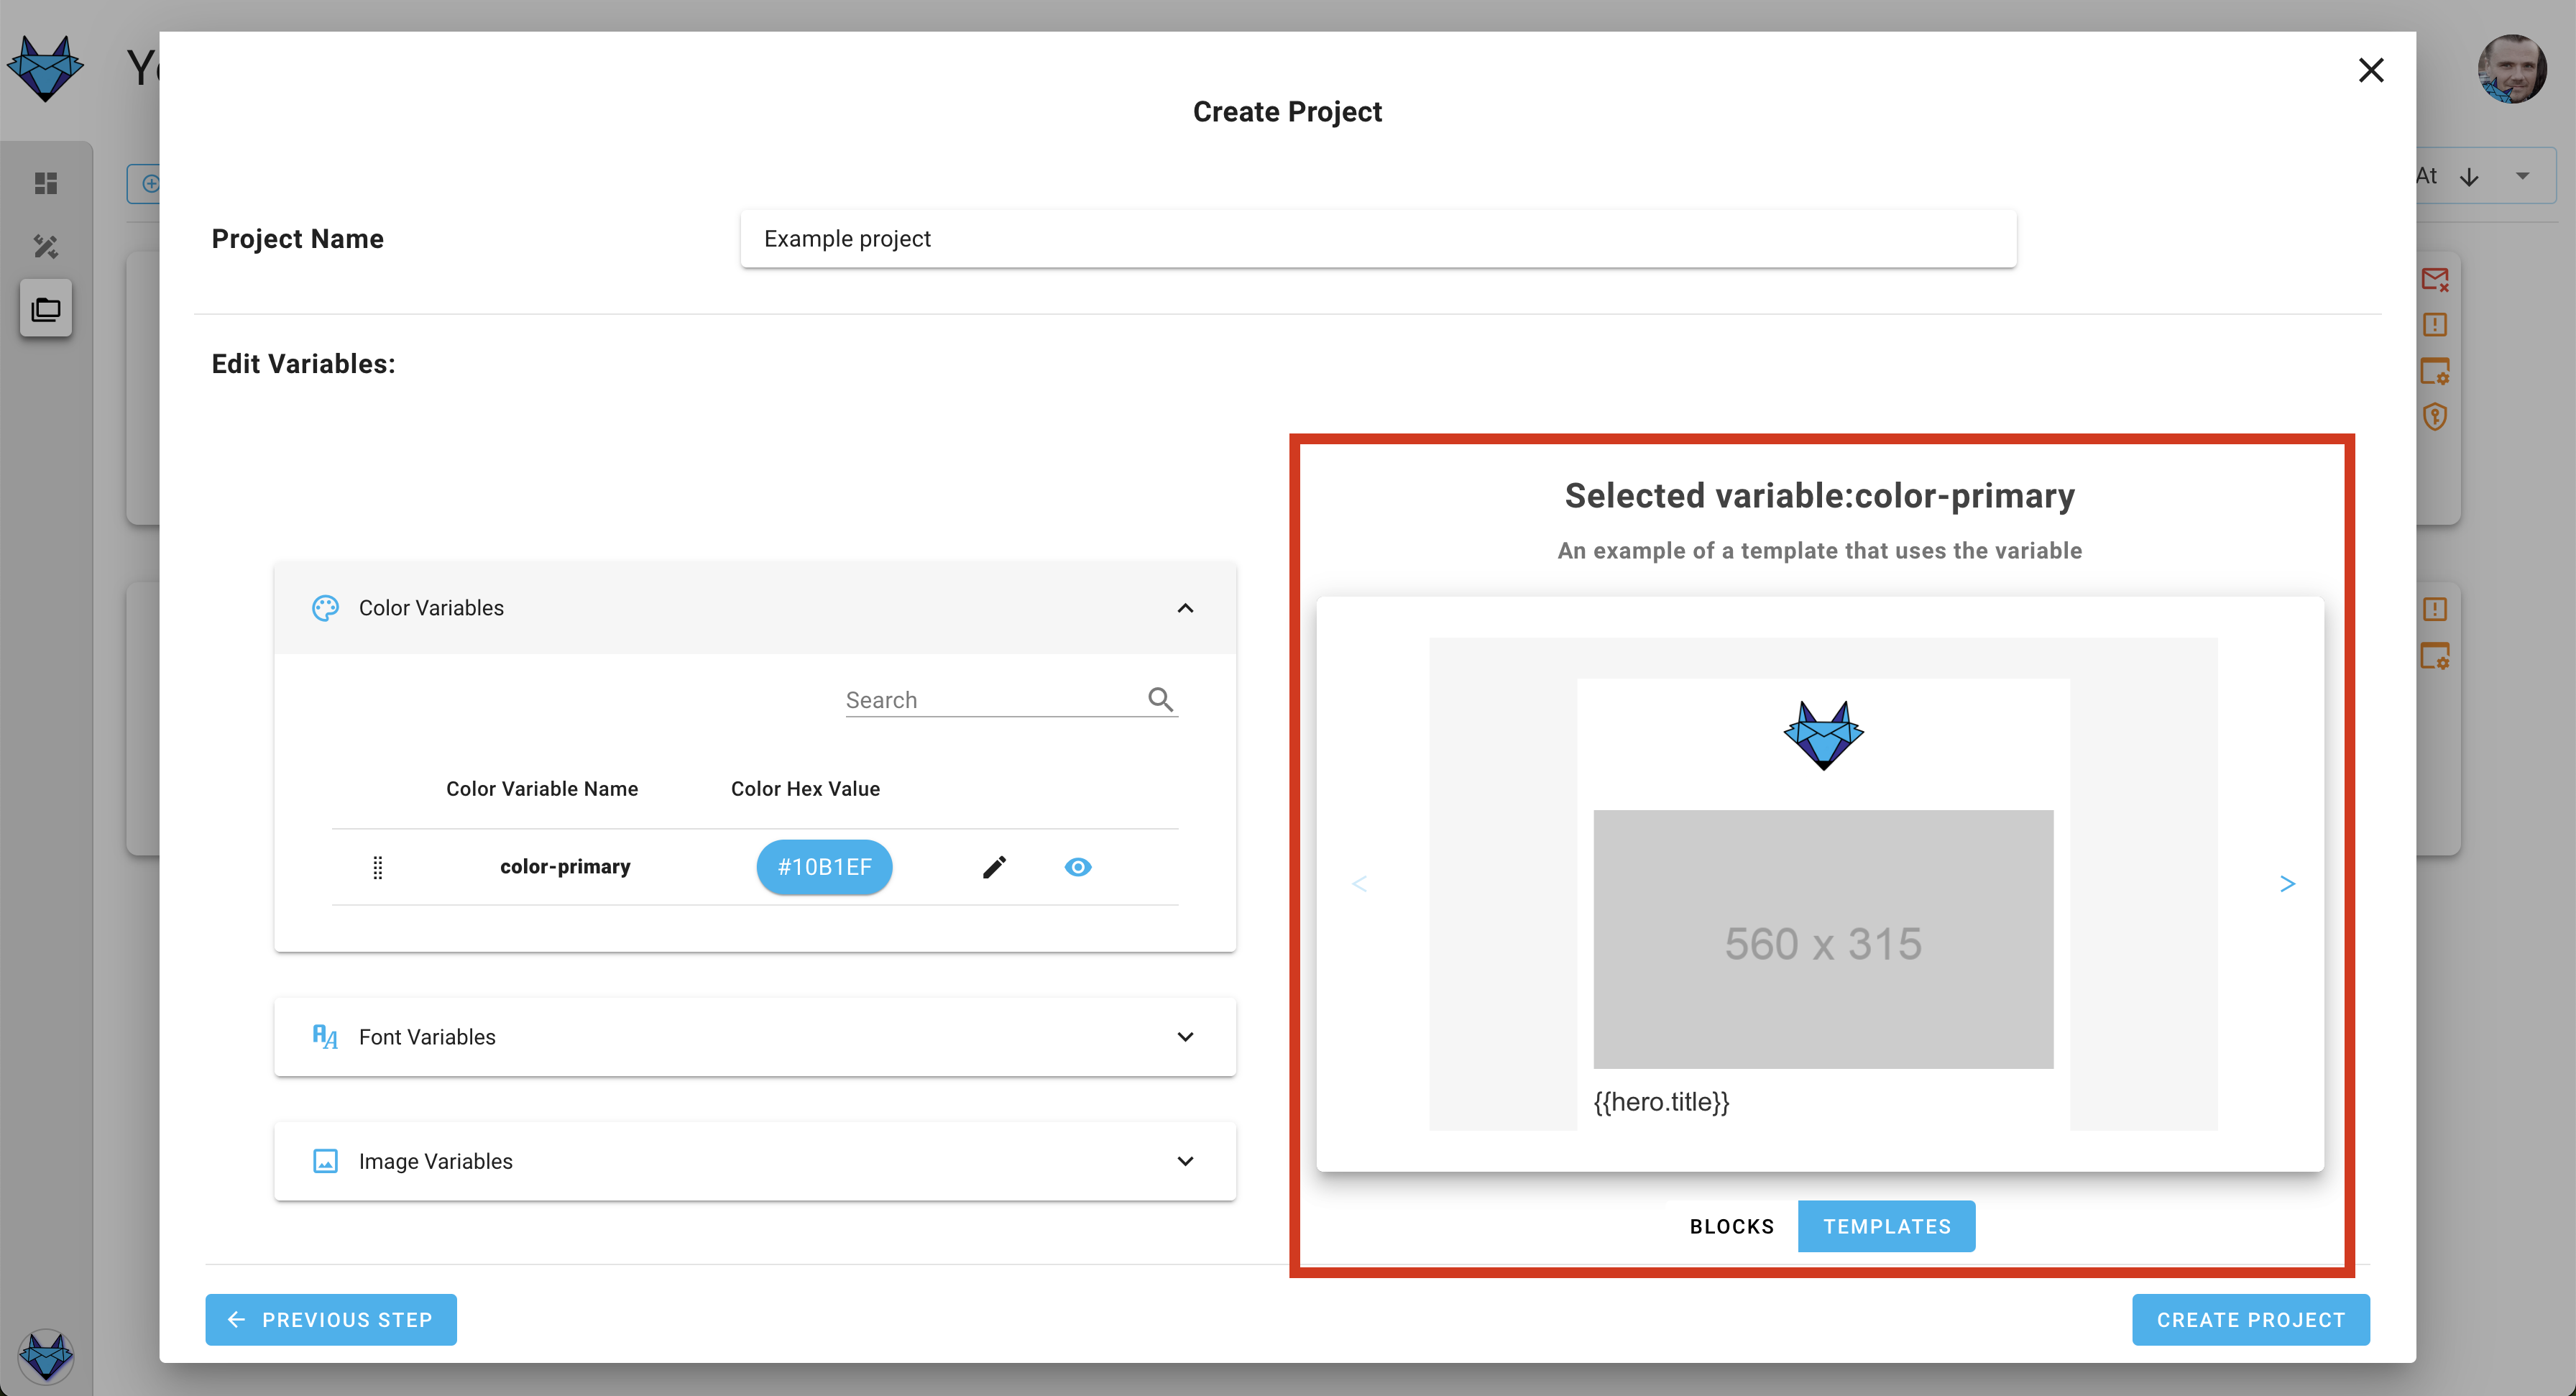 Create Project
Project Name
Example project
At
Edit Variables:
Selected variable:color-primary
An example of a template that uses the variable
Color Variables
Search
Color Variable Name Color Hex Value
color-primary #10B1EF
< >
560 x 315
{{hero.title}}
Font Variables
Image Variables
BLOCKS TEMPLATES
PREVIOUS STEP
CREATE PROJECT